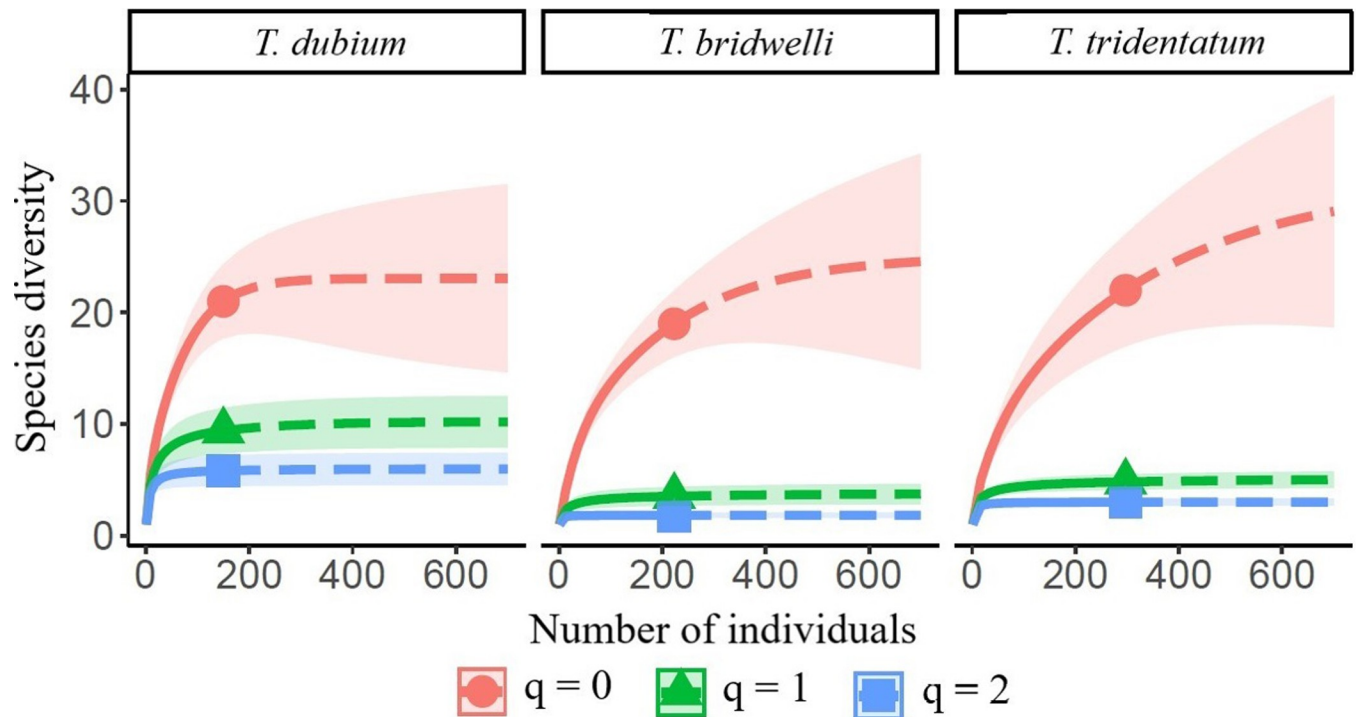 T. dubium T. bridwelli T. tridentatum
40
30
20
10
0
Species diversity
0 200 400 600 0 200 400 600 0 200 400 600
Number of individuals
q = 0 q = 1 q = 2